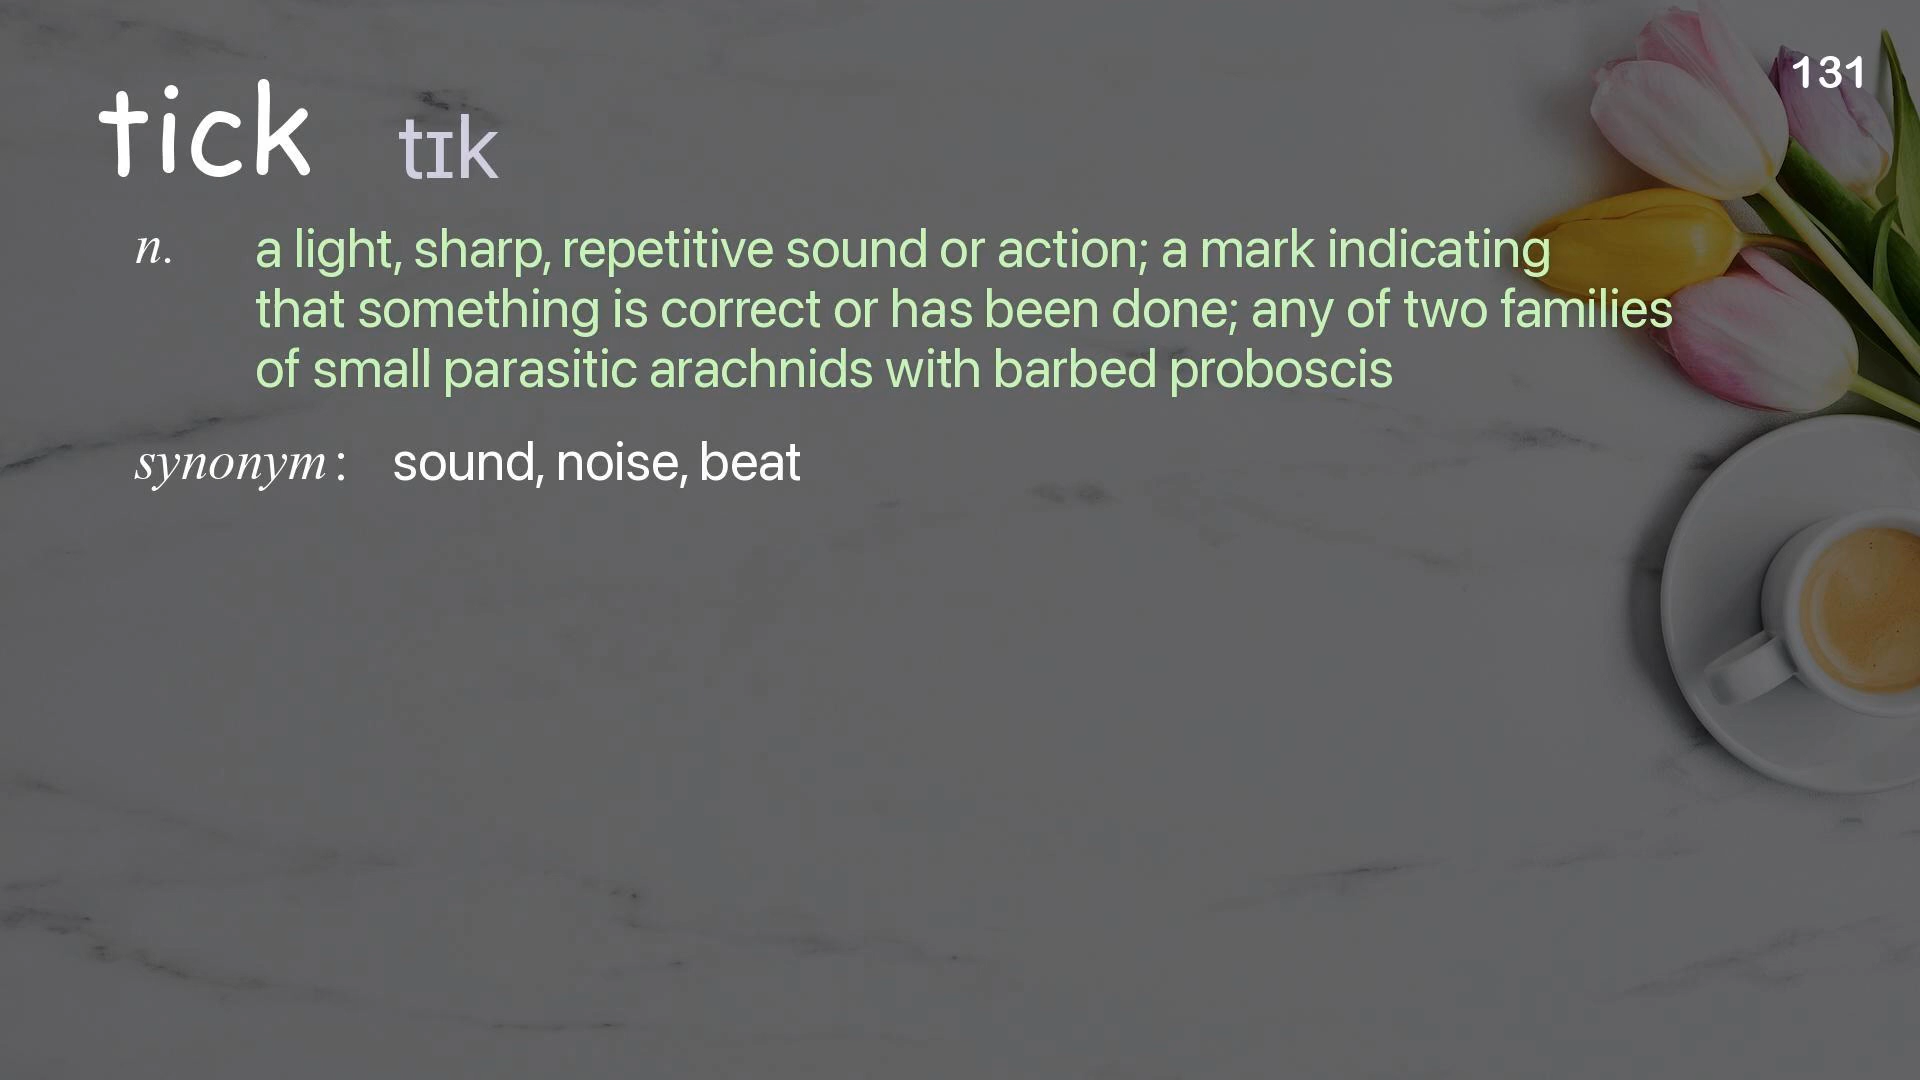 131
tick tɪk
n. a light, sharp, repetitive sound or action; a mark indicating
that something is correct or has been done; any of two families
of small parasitic arachnids with barbed proboscis
synonym: sound, noise, beat